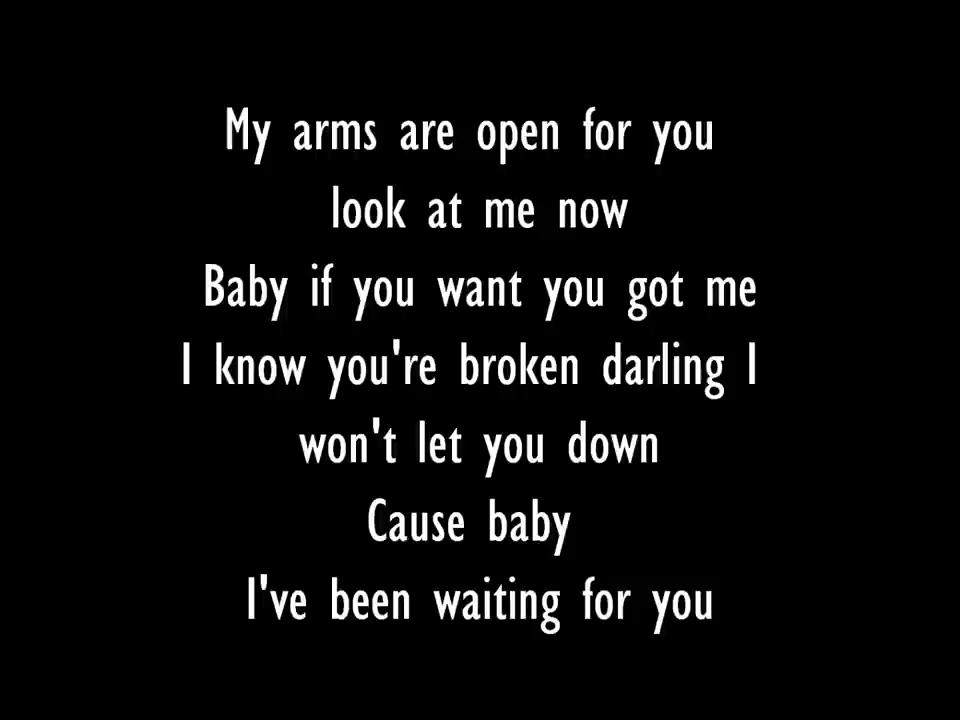 My arms are open for you
look at me now
Baby if you want you got me
I know you're broken darling I
won't let you down
Cause baby
I've been waiting for you